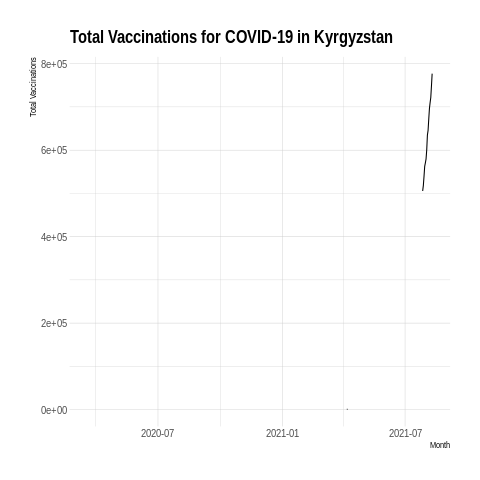 Total Vaccinations for COVID-19 in Kyrgyzstan
Total Vaccinations
8e+05
6e+05
4e+05
2e+05
0e+00
2020-07
2021-01
2021-07
Month